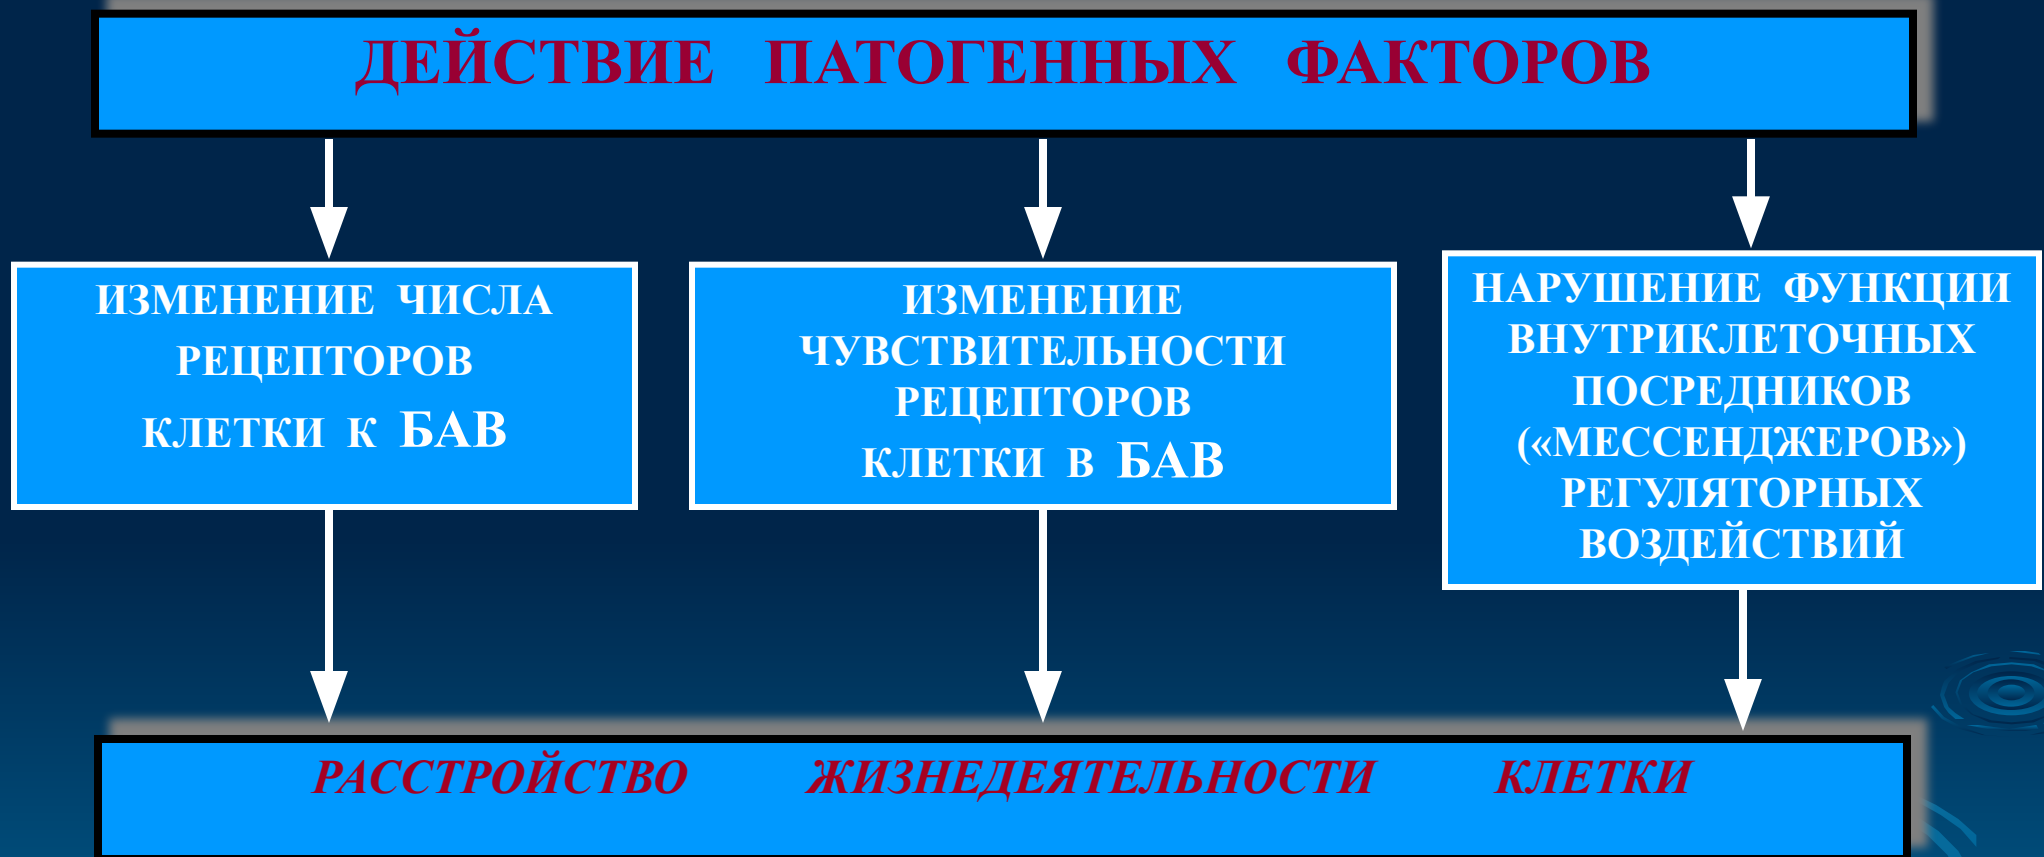 ДЕЙСТВИЕ ПАТОГЕННЫХ ФАКТОРОВ
ИЗМЕНЕНИЕ ЧИСЛА
РЕЦЕПТОРОВ
КЛЕТКИ К БАВ
ИЗМЕНЕНИЕ
ЧУВСТВИТЕЛЬНОСТИ
РЕЦЕПТОРОВ
КЛЕТКИ В БАВ
НАРУШЕНИЕ ФУНКЦИИ
ВНУТРИКЛЕТОЧНЫХ
ПОСРЕДНИКОВ
(«МЕССЕНДЖЕРОВ»)
РЕГУЛЯТОРНЫХ
ВОЗДЕЙСТВИЙ
РАССТРОЙСТВО ЖИЗНЕДЕЯТЕЛЬНОСТИ КЛЕТКИ